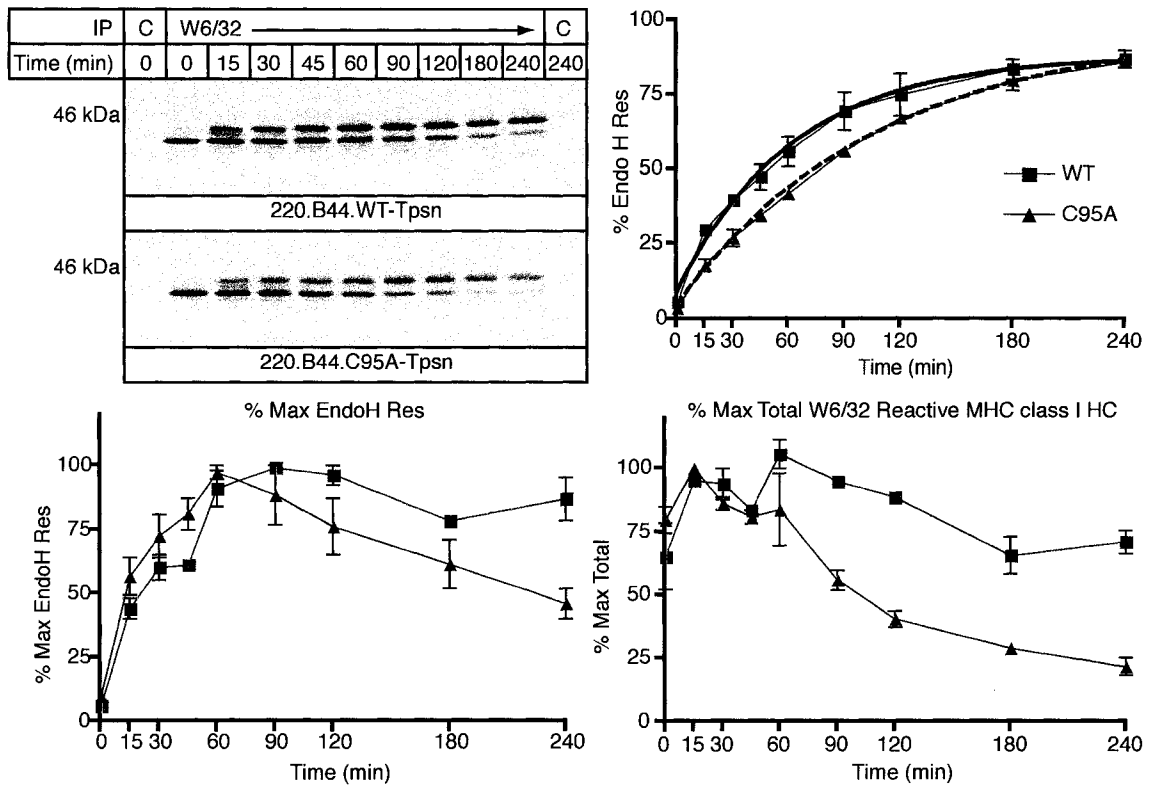 IP C W6/32 C
Time (min) 0 0 15 30 45 60 90 120 180 240 240
46 kDa
220.B44.WT-Tpsn
46 kDa
220.B44.C95A-Tpsn
% Endo H Res
100
75
50
25
0
WT
C95A
0 15 30 60 90 120 180 240
Time (min)
% Max EndoH Res
% Max EndoH Res
100
75
50
25
0
0 15 30 60 90 120 180 240
Time (min)
% Max Total W6/32 Reactive MHC class I HC
% Max Total
100
75
50
25
0
0 15 30 60 90 120 180 240
Time (min)